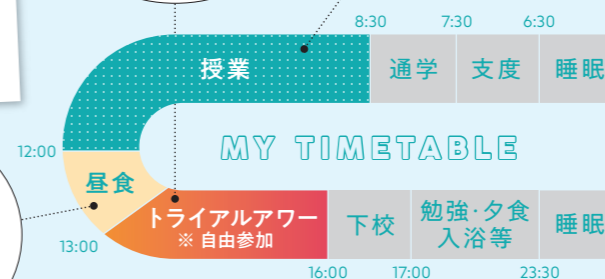 8:30 7:30 6:30
授業 通学 支度 睡眠
12:00 MY TIMETABLE
昼食
トライアルアワー 下校 勉強・夕食 睡眠
※ 自由参加 入浴等
13:00
16:00 17:00 23:30